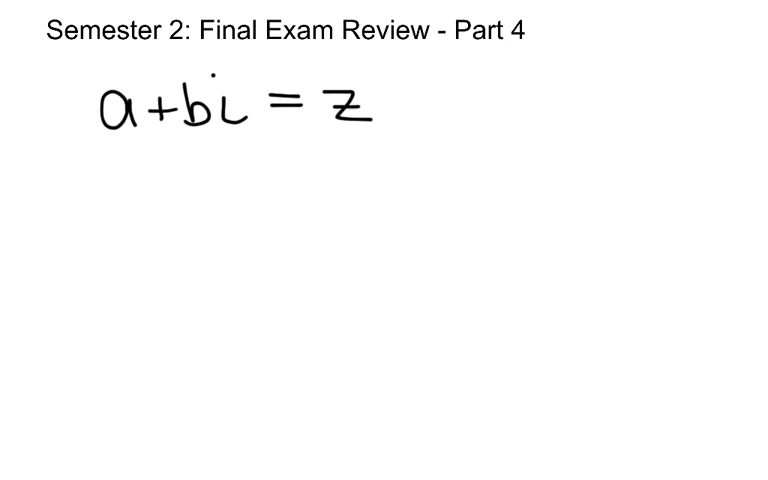 Semester 2: Final Exam Review - Part 4
a+bi = z